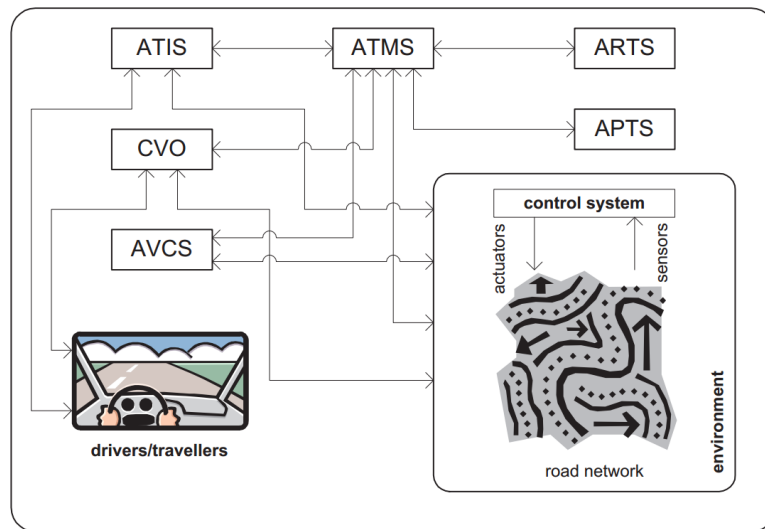 ATIS
ATMS
ARTS
APTS
CVO
AVCS
control system
actuators
sensors
environment
drivers/travellers
road network